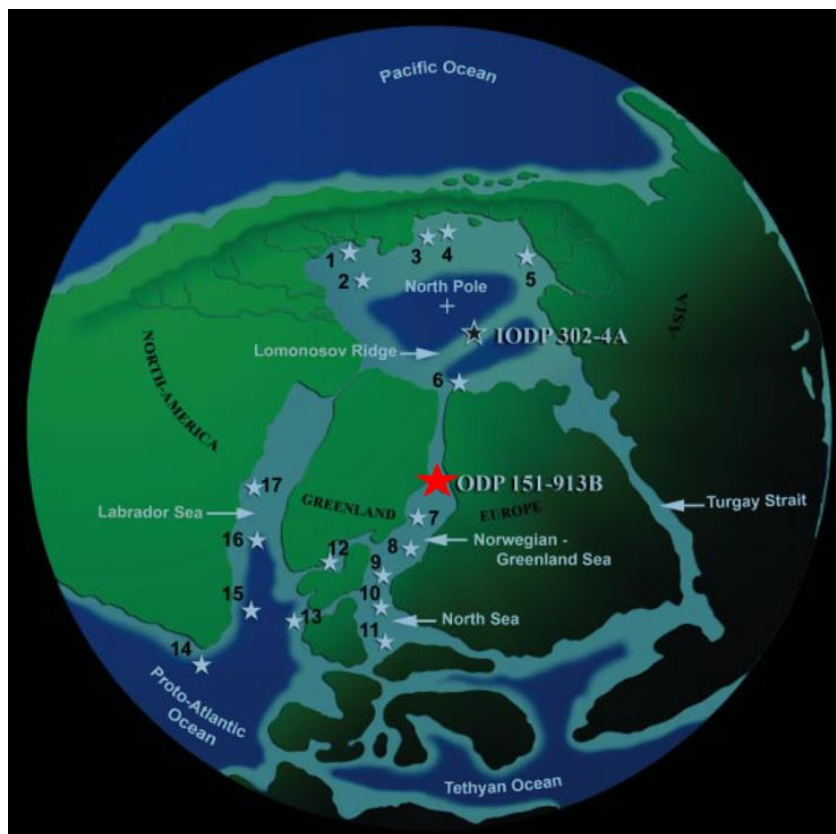 Pacific Ocean
3
4
1
5
2
North Pole
IODP 302-4A
ASIA
Lomonosov Ridge
6
NORTH-AMERICA
17
ODP 151-913B
Turgay Strait
GREENLAND
EUROPE
Labrador Sea
7
16
8
Norwegian -
Greenland Sea
12
9
15
10
13
North Sea
11
14
Proto-Atlantic
Ocean
Tethyan Ocean